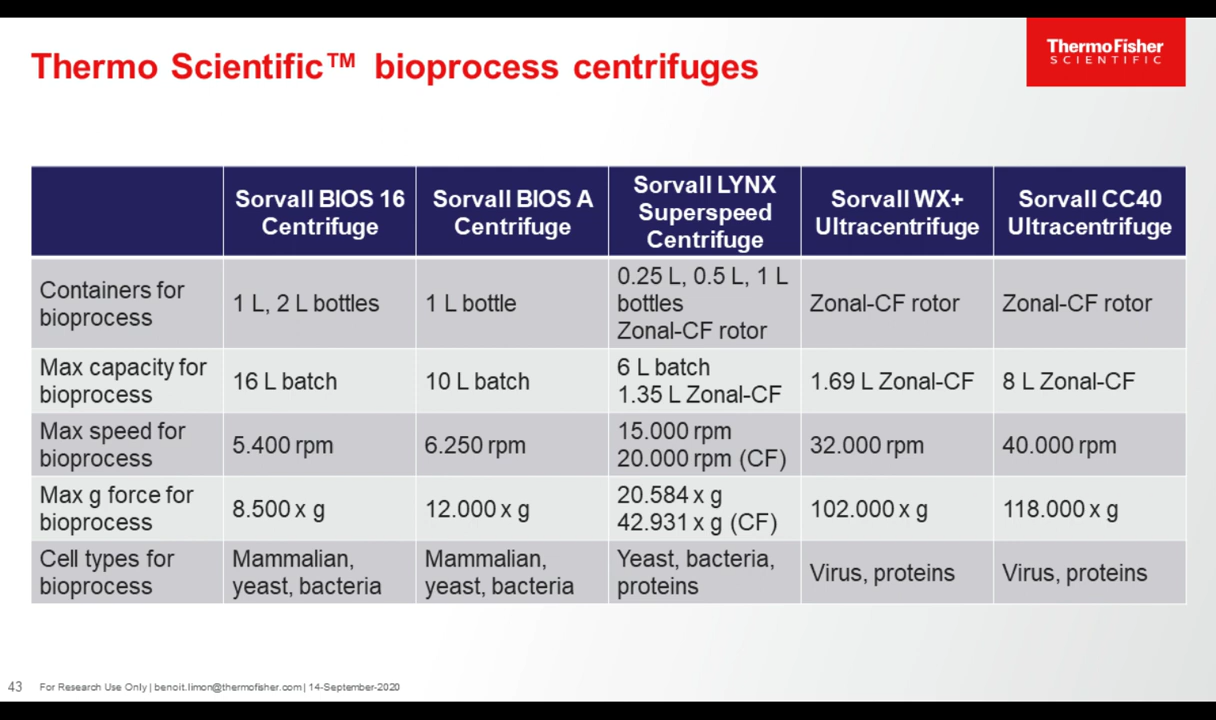 Thermo Scientific™ bioprocess centrifuges
ThermoFisher
SCIENTIFIC
Sorvall BIOS 16
Centrifuge
Sorvall BIOS A
Centrifuge
Sorvall LYNX
Superspeed
Centrifuge
Sorvall WX+
Ultracentrifuge
Sorvall CC40
Ultracentrifuge
Containers for
bioprocess
1 L, 2 L bottles
1 L bottle
0.25 L, 0.5 L, 1 L
bottles
Zonal-CF rotor
Zonal-CF rotor
Zonal-CF rotor
Max capacity for
bioprocess
16 L batch
10 L batch
6 L batch
1.35 L Zonal-CF
1.69 L Zonal-CF
8 L Zonal-CF
Max speed for
bioprocess
5.400 rpm
6.250 rpm
15.000 rpm
20.000 rpm (CF)
32.000 rpm
40.000 rpm
Max g force for
bioprocess
8.500 x g
12.000 x g
20.584 x g
42.931 x g (CF)
102.000 x g
118.000 x g
Cell types for
bioprocess
Mammalian,
yeast, bacteria
Mammalian,
yeast, bacteria
Yeast, bacteria,
proteins
Virus, proteins
Virus, proteins
43 For Research Use Only | benoit.limon@thermofisher.com | 14-September-2020